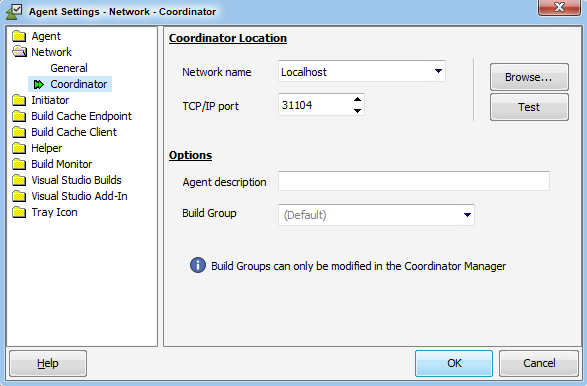 Agent Settings - Network - Coordinator
Agent
Network
General
Coordinator
Initiator
Build Cache Endpoint
Build Cache Client
Helper
Build Monitor
Visual Studio Builds
Visual Studio Add-In
Tray Icon
Coordinator Location
Network name Localhost Browse...
TCP/IP port 31104 Test
Options
Agent description
Build Group (Default)
Build Groups can only be modified in the Coordinator Manager
Help OK Cancel